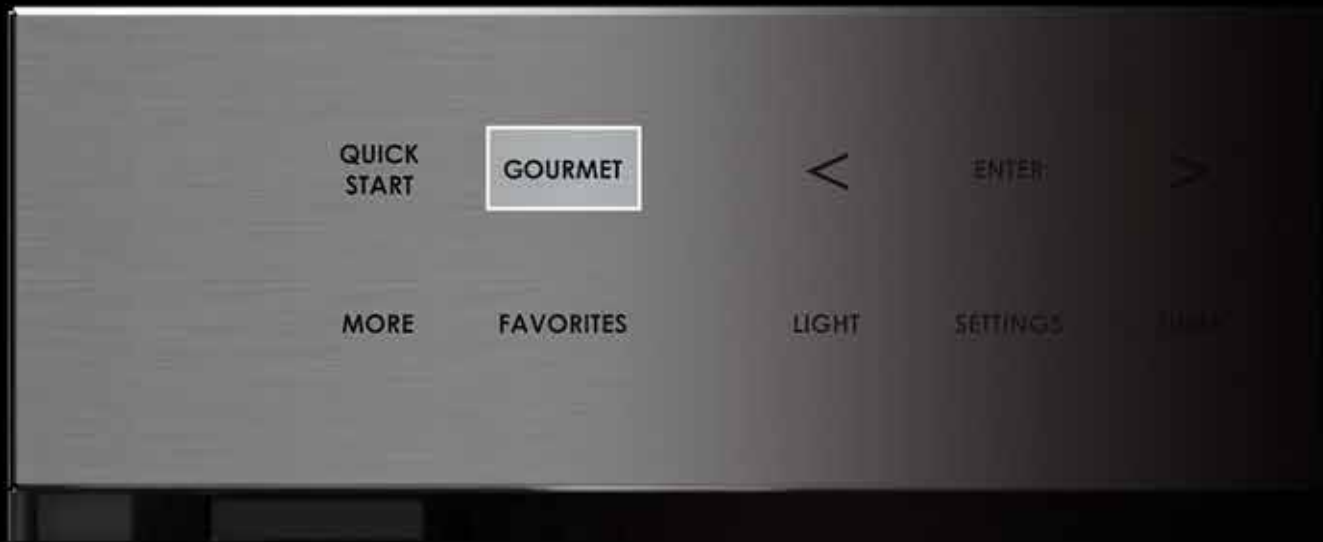 QUICK
START
GOURMET
<
ENTER
>
MORE
FAVORITES
LIGHT
SETTINGS